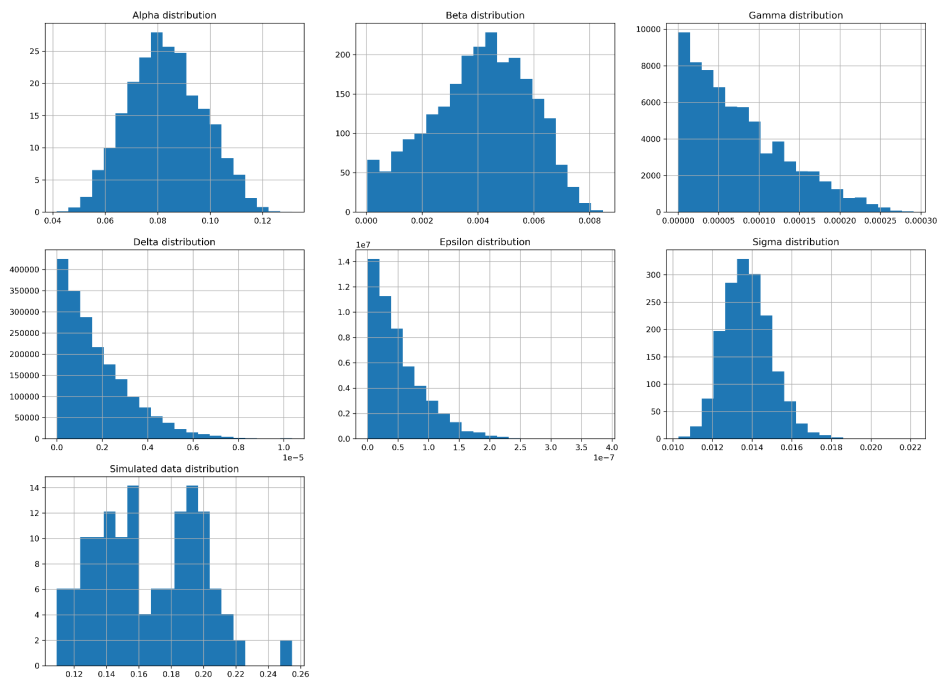 Alpha distribution
25
20
15
10
5
0
0.04 0.06 0.08 0.10 0.12
Beta distribution
200
150
100
50
0
0.000 0.002 0.004 0.006 0.008
Gamma distribution
10000
8000
6000
4000
2000
0
0.00000 0.00005 0.00010 0.00015 0.00020 0.00025 0.00030
Delta distribution
400000
350000
300000
250000
200000
150000
100000
50000
0
0.0 0.2 0.4 0.6 0.8 1.0
1e−5
Epsilon distribution
1e7
1.4
1.2
1.0
0.8
0.6
0.4
0.2
0.0
0.0 0.5 1.0 1.5 2.0 2.5 3.0 3.5 4.0
1e−7
Sigma distribution
300
250
200
150
100
50
0
0.010 0.012 0.014 0.016 0.018 0.020 0.022
Simulated data distribution
14
12
10
8
6
4
2
0
0.12 0.14 0.16 0.18 0.20 0.22 0.24 0.26